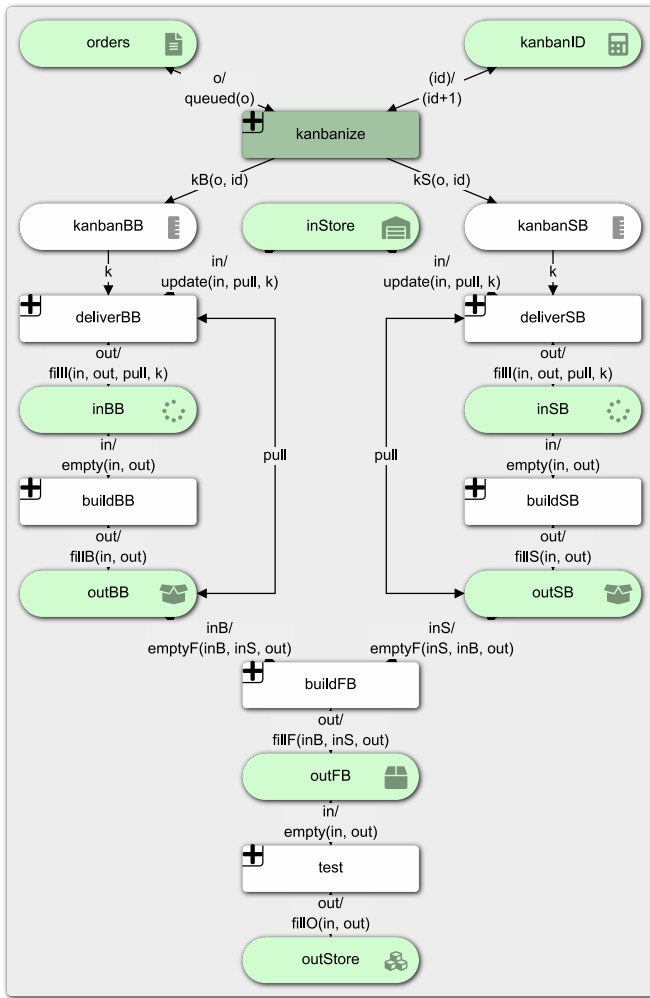 orders
kanbanID
o/
queued(o)
(id)/
(id+1)
kanbanize
kB(o, id)
kS(o, id)
kanbanBB
inStore
kanbanSB
k
in/
update(in, pull, k)
in/
update(in, pull, k)
k
deliverBB
deliverSB
out/
fillI(in, out, pull, k)
out/
fillI(in, out, pull, k)
inBB
inSB
in/
empty(in, out)
pull
pull
in/
empty(in, out)
buildBB
buildSB
out/
fillB(in, out)
out/
fillS(in, out)
outBB
outSB
inB/
emptyF(inB, inS, out)
inS/
emptyF(inS, inB, out)
buildFB
out/
fillF(inB, inS, out)
outFB
in/
empty(in, out)
test
out/
fillO(in, out)
outStore